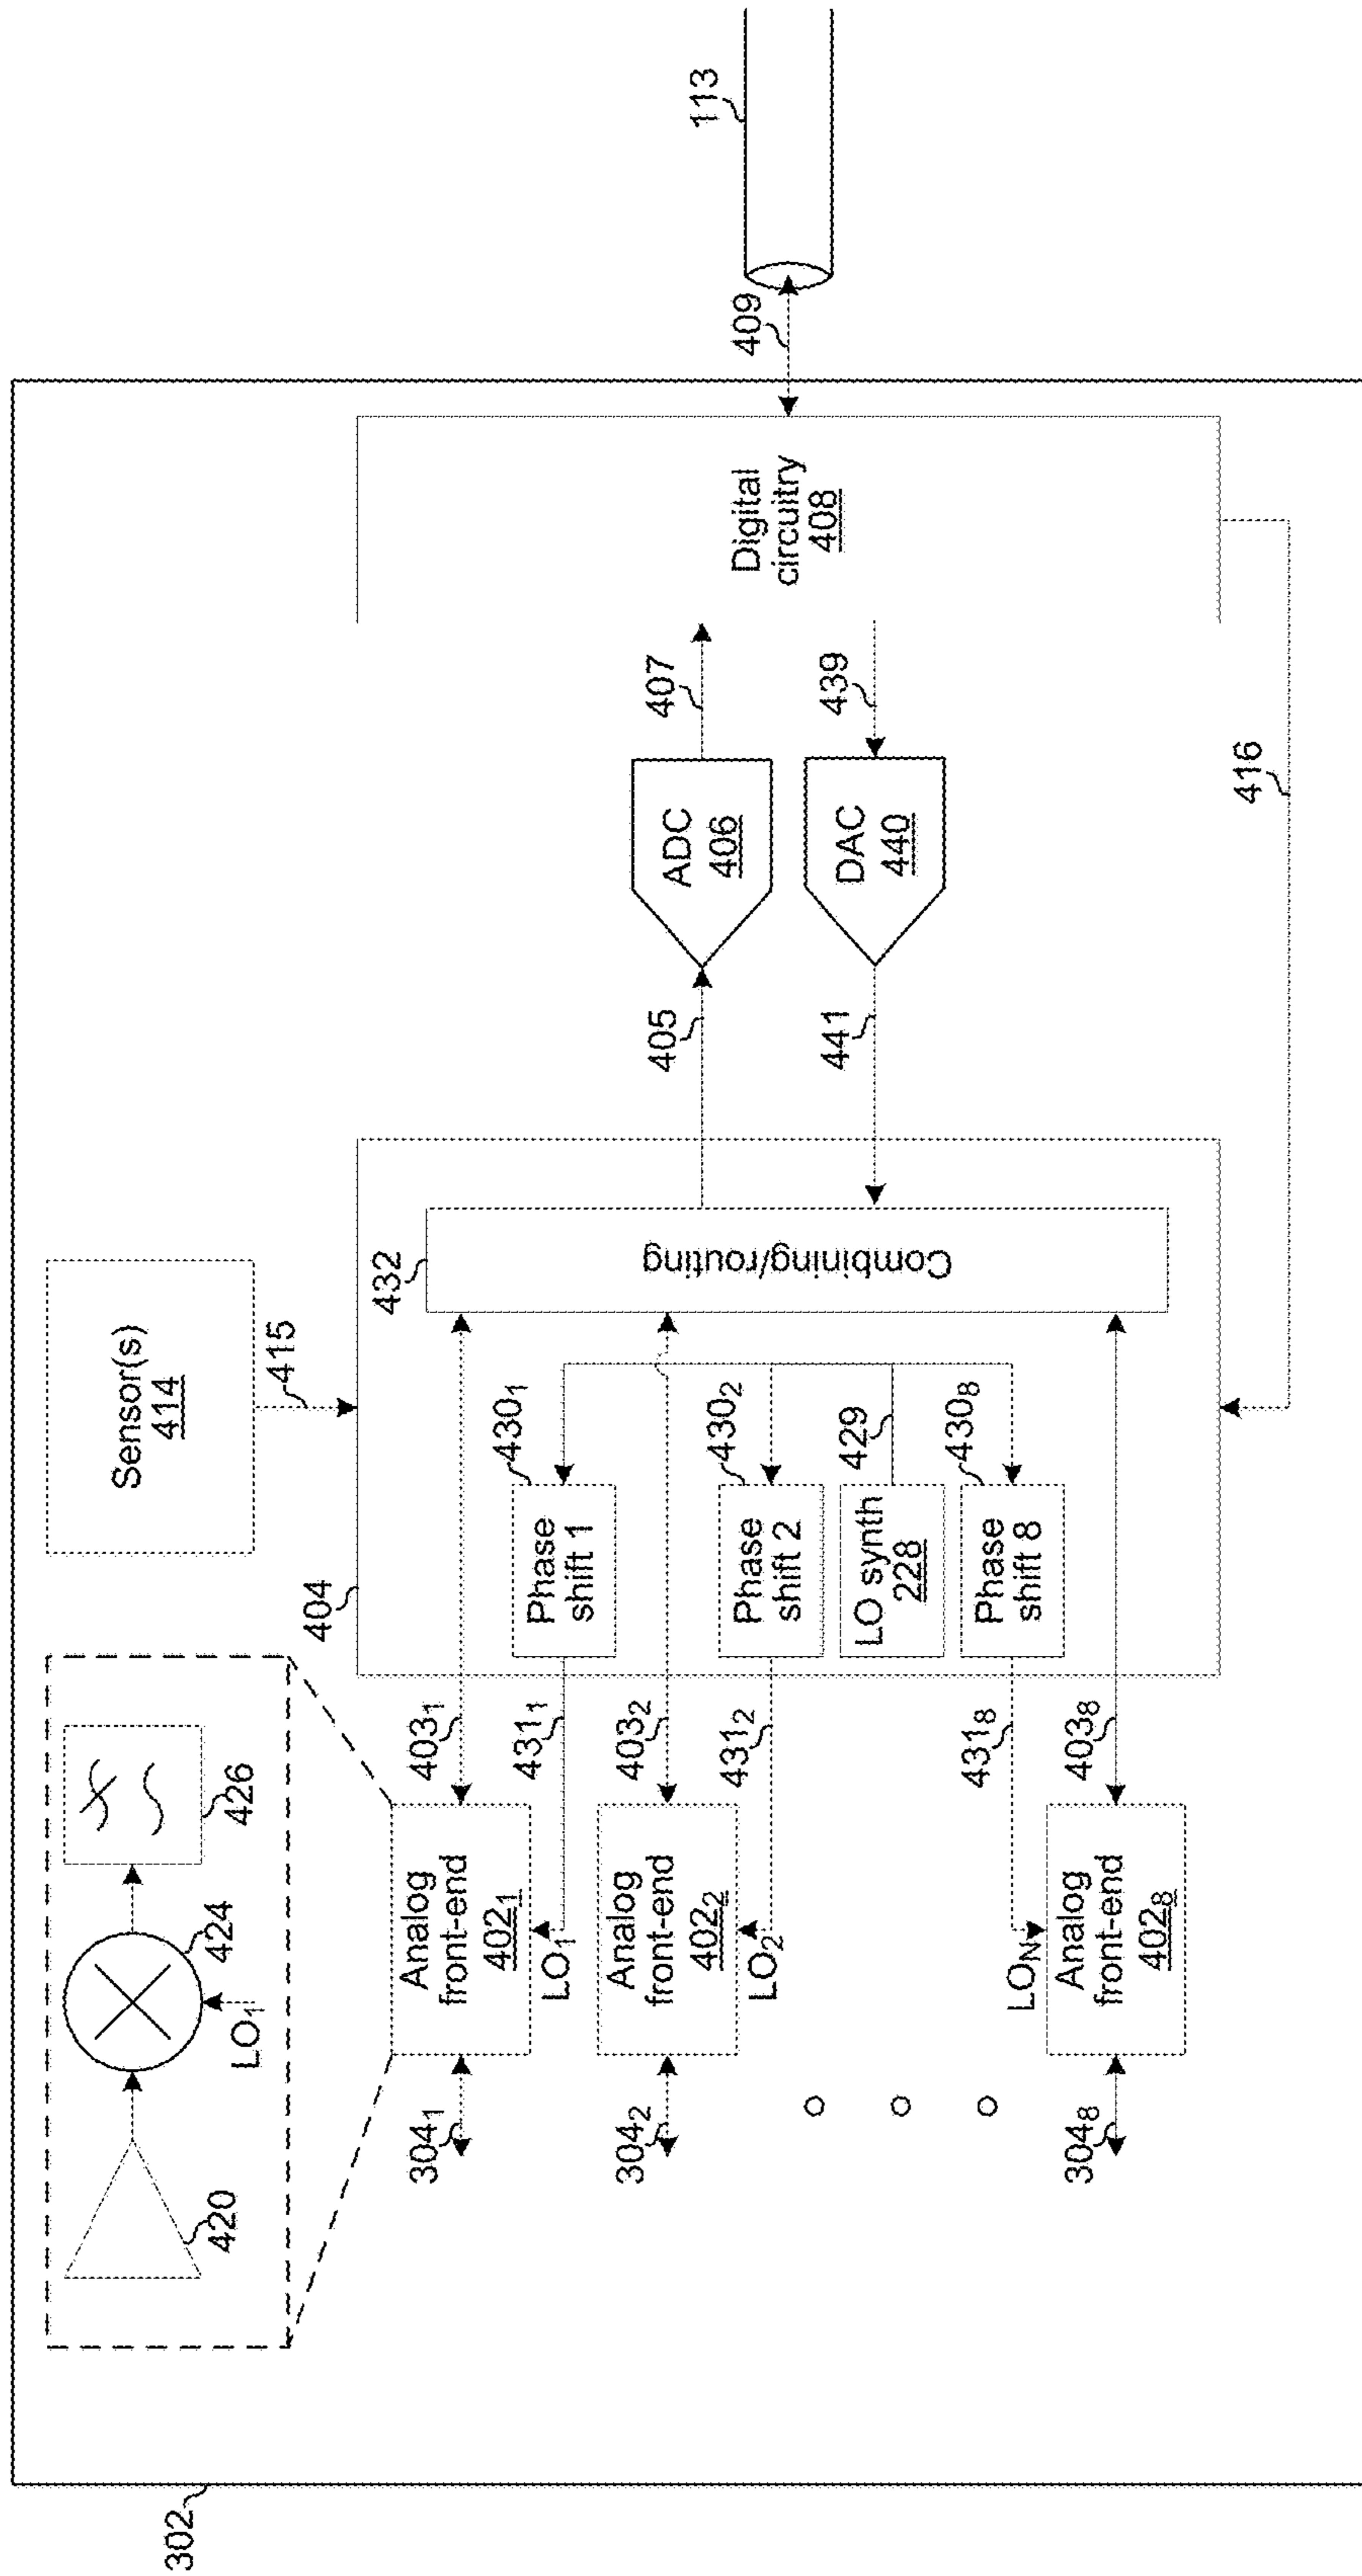 302
420
424
LO₁
426
Sensor(s)
414
415
404
432
304₁
Analog
front-end
402₁
403₁
LO₁
431₁
Phase
shift 1
430₁
304₂
Analog
front-end
402₂
403₂
LO₂
431₂
Phase
shift 2
430₂
LO synth
228
429
Phase
shift 8
430₈
431₈
LO_N
304₈
Analog
front-end
402₈
403₈
Combining/routing
405
ADC
406
407
441
DAC
440
439
Digital
circuitry
408
416
409
113